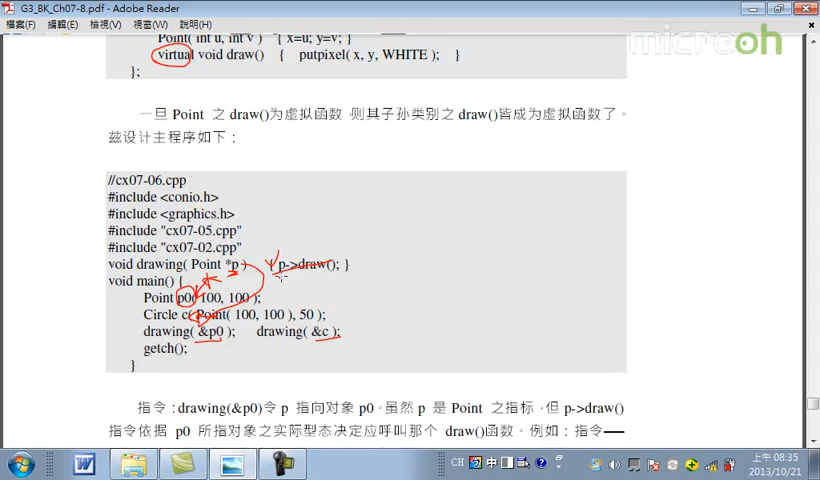 G3_BK_Ch07-8.pdf - Adobe Reader
檔案(F) 編輯(E) 檢視(V) 視窗(W) 說明(H)
microoh
Point( int u, int v ) { x=u; y=v; }
virtual void draw() { putpixel( x, y, WHITE ); }
};
一旦 Point 之 draw()为虚拟函数,则其子孙类别之 draw()皆成为虚拟函数了。
兹设计主程序如下:
//cx07-06.cpp
#include <conio.h>
#include <graphics.h>
#include "cx07-05.cpp"
#include "cx07-02.cpp"
void drawing( Point *p ) { p->draw(); }
void main() {
Point p0( 100, 100 );
Circle c( Point( 100, 100 ), 50 );
drawing( &p0 ); drawing( &c );
getch();
}
指令:drawing(&p0)令 p 指向对象 p0。虽然 p 是 Point 之指标,但 p->draw()
指令依据 p0 所指对象之实际型态决定应呼叫那个 draw()函数。例如:指令──
CH 中
上午 08:35
2013/10/21